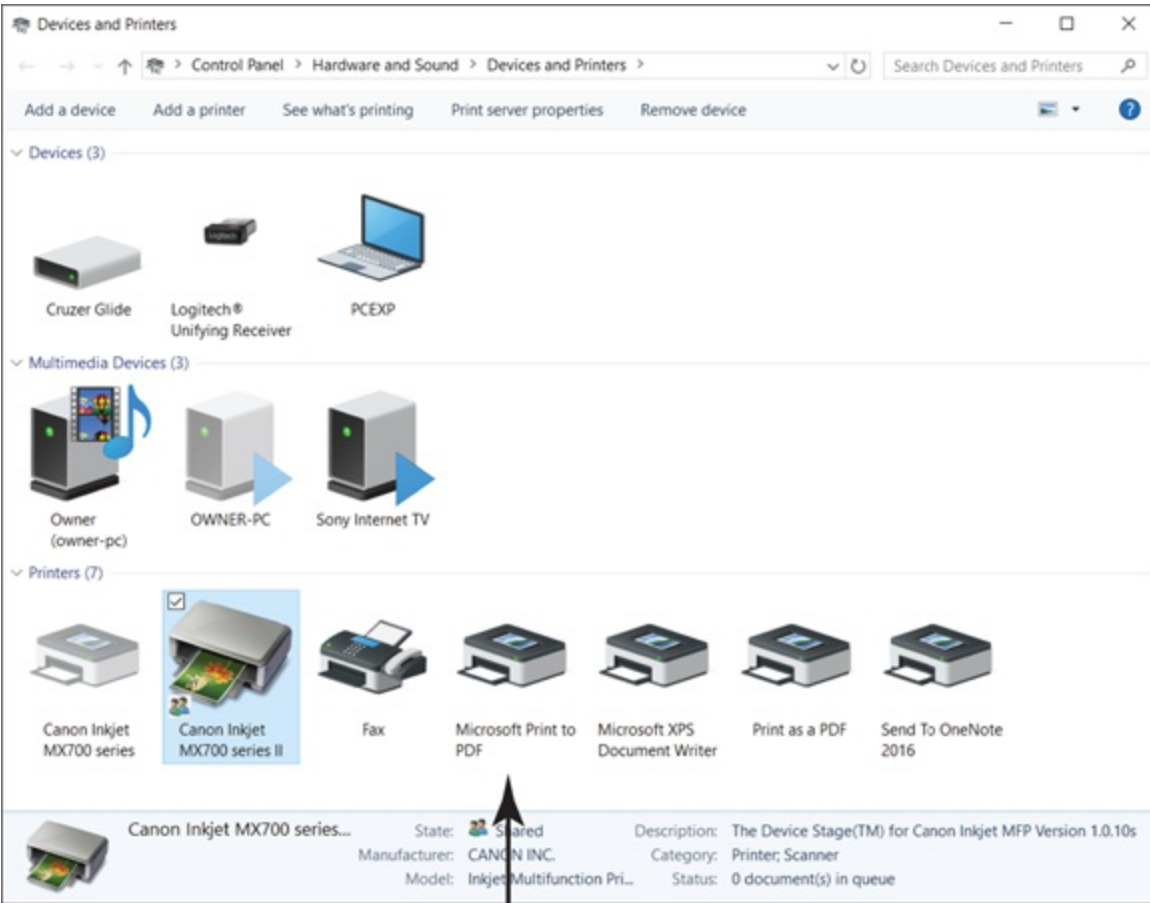 Devices and Printers
Control Panel > Hardware and Sound > Devices and Printers >
Search Devices and Printers
Add a device
Add a printer
See what's printing
Print server properties
Remove device
?
Devices (3)
Logitech
Cruzer Glide
Logitech®
Unifying Receiver
PCEXP
Multimedia Devices (3)
Owner
(owner-pc)
OWNER-PC
Sony Internet TV
Printers (7)
Canon Inkjet
MX700 series
Canon Inkjet
MX700 series II
Fax
Microsoft Print to
PDF
Microsoft XPS
Document Writer
Print as a PDF
Send To OneNote
2016
Canon Inkjet MX700 series...
State: Shared
Manufacturer: CANON INC.
Model: Inkjet Multifunction Pri...
Description: The Device Stage(TM) for Canon Inkjet MFP Version 1.0.10s
Category: Printer; Scanner
Status: 0 document(s) in queue